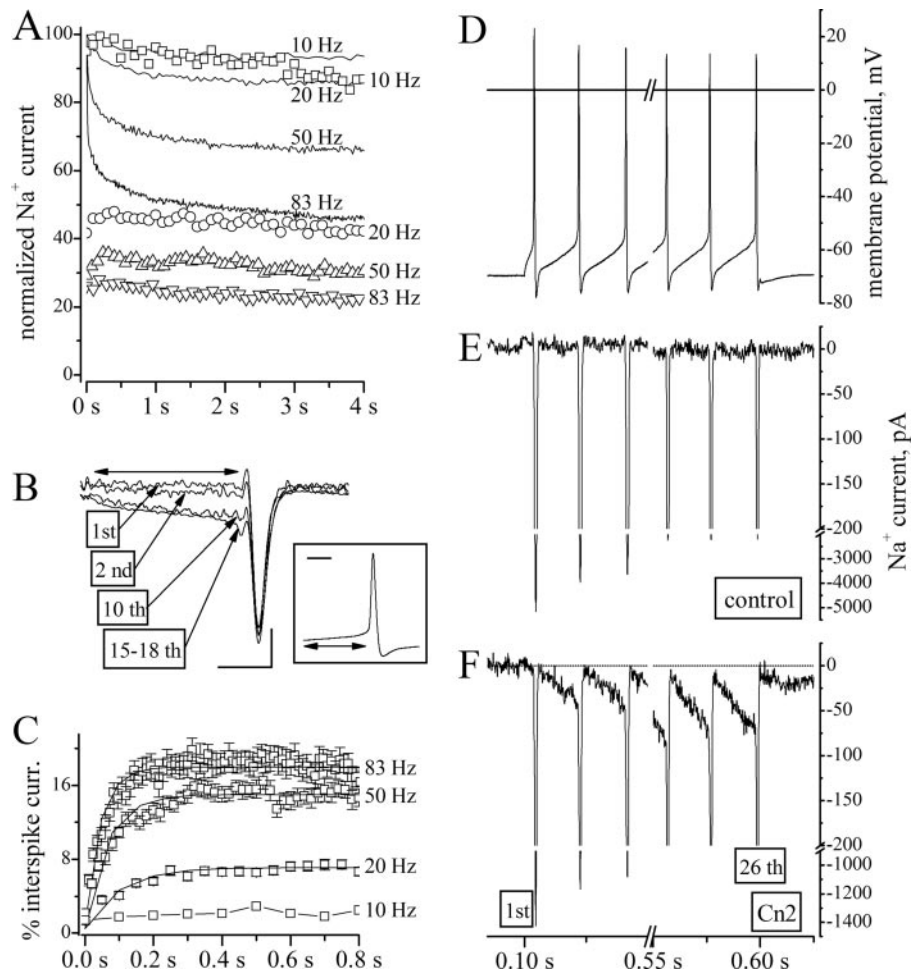 A
normalized Na+ current
100
80
60
40
20
0
10 Hz
10 Hz
20 Hz
50 Hz
83 Hz
20 Hz
50 Hz
83 Hz
0 s
1 s
2 s
3 s
4 s
B
1st
2 nd
10 th
15-18 th
C
% interspike curr.
16
8
0
83 Hz
50 Hz
20 Hz
10 Hz
0.0 s
0.2 s
0.4 s
0.6 s
0.8 s
D
20
0
-20
-40
-60
-80
membrane potential, mV
E
0
-50
-100
-150
-200
-3000
-4000
-5000
Na+ current, pA
control
F
0
-50
-100
-150
-200
-1000
-1200
-1400
1st
26 th
Cn2
0.10 s
0.55 s
0.60 s